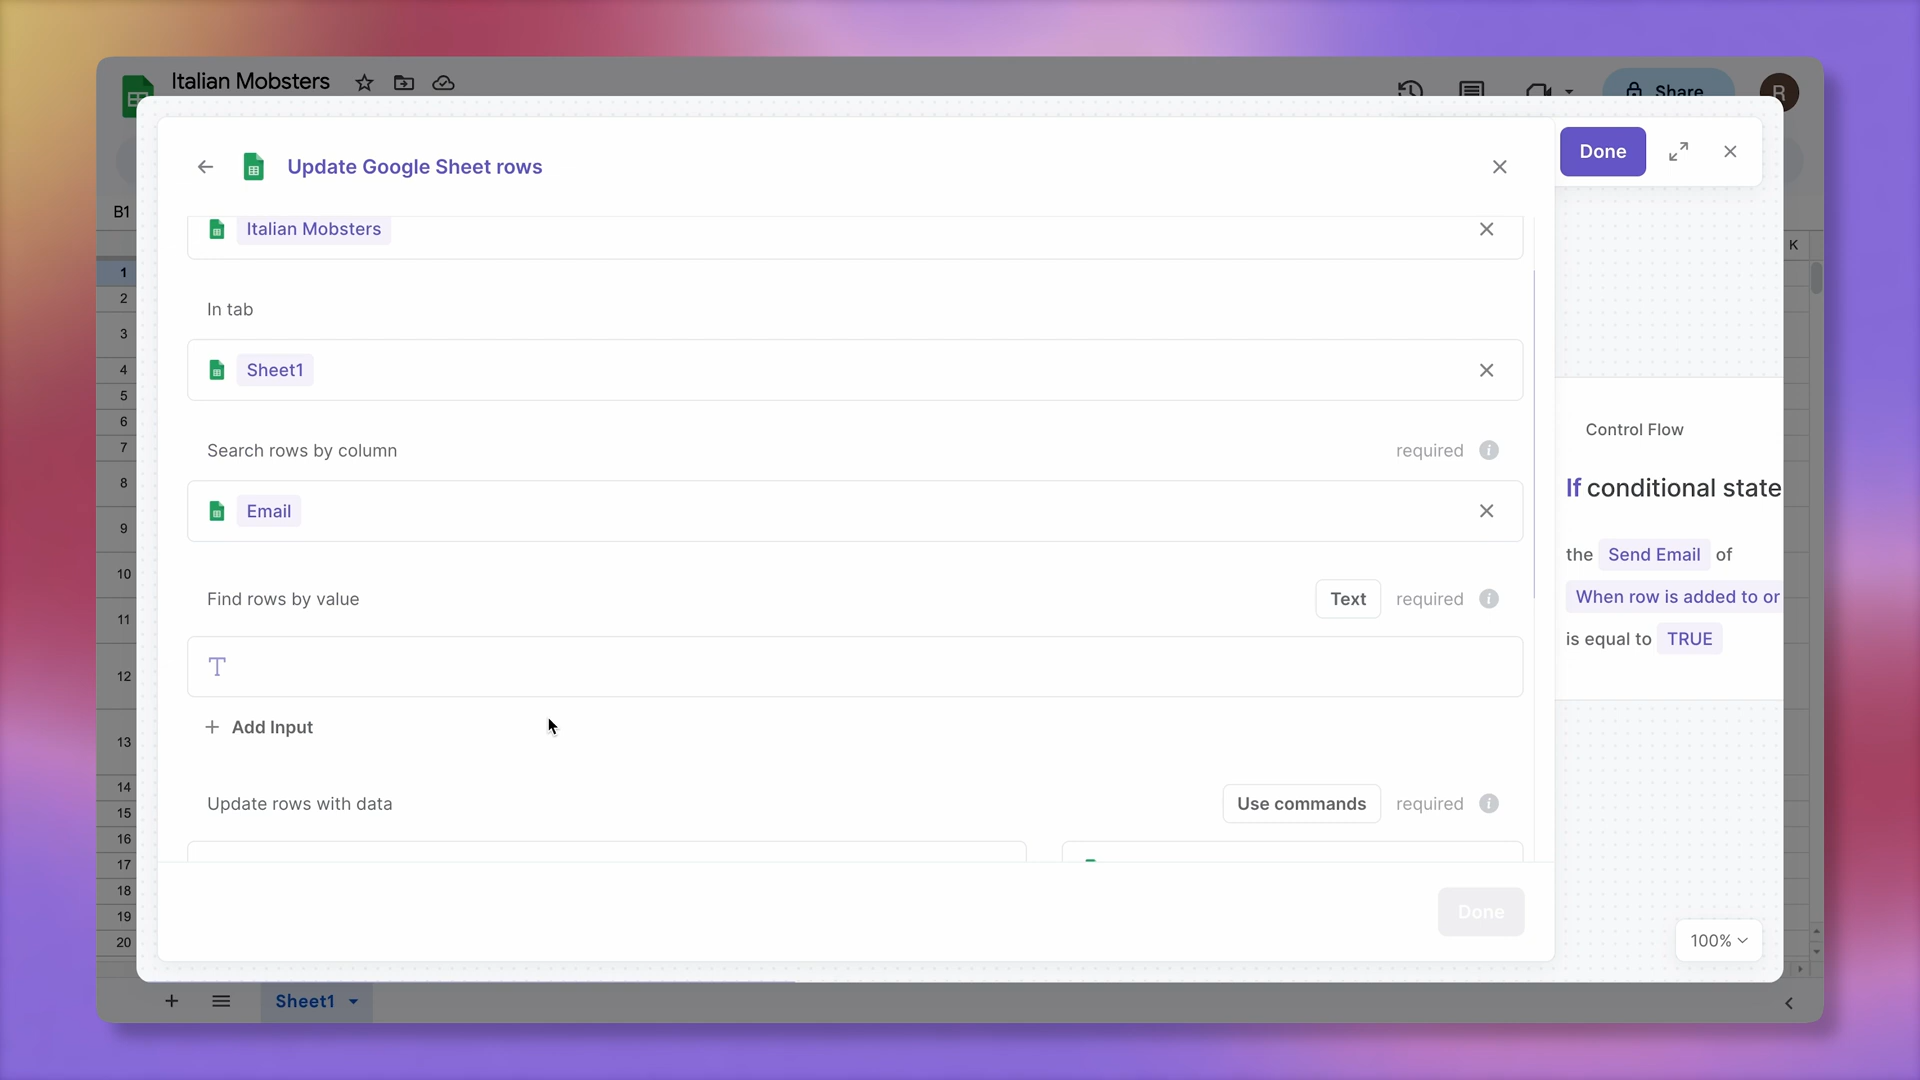 Italian Mobsters
Share
R
Update Google Sheet rows
Done
B1
Italian Mobsters
K
1
2
3
4
5
6
7
8
9
10
11
12
13
14
15
16
17
18
19
20
In tab
Sheet1
Search rows by column
required
Email
Find rows by value
Text
required
Add Input
Update rows with data
Use commands
required
Done
Control Flow
If conditional state
the Send Email of
When row is added to or
is equal to TRUE
100%
Sheet1